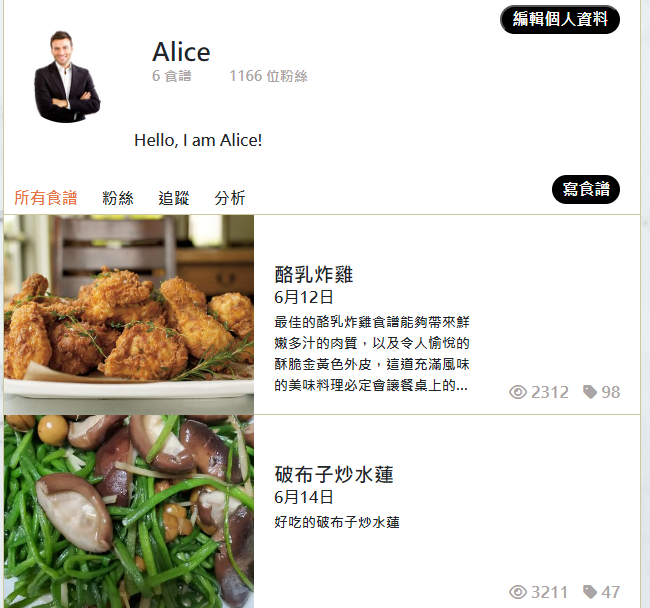 編輯個人資料
Alice
6 食譜 1166 位粉絲
Hello, I am Alice!
所有食譜 粉絲 追蹤 分析
寫食譜
酪乳炸雞
6月12日
最佳的酪乳炸雞食譜能夠帶來鮮
嫩多汁的肉質，以及令人愉悅的
酥脆金黃色外皮，這道充滿風味
的美味料理必定會讓餐桌上的...
2312 98
破布子炒水蓮
6月14日
好吃的破布子炒水蓮
3211 47